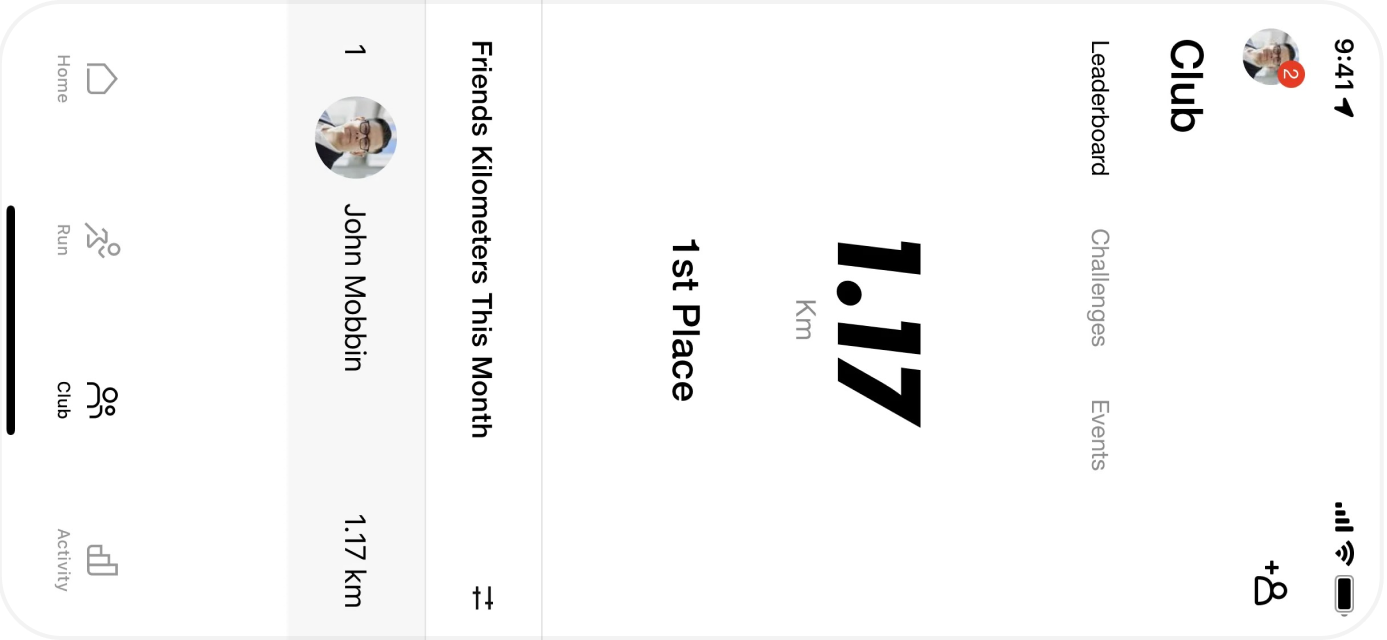 9:41
2
Club
Leaderboard Challenges Events
1.17
Km
1st Place
Friends Kilometers This Month
1 John Mobbin 1.17 km
Home Run Club Activity